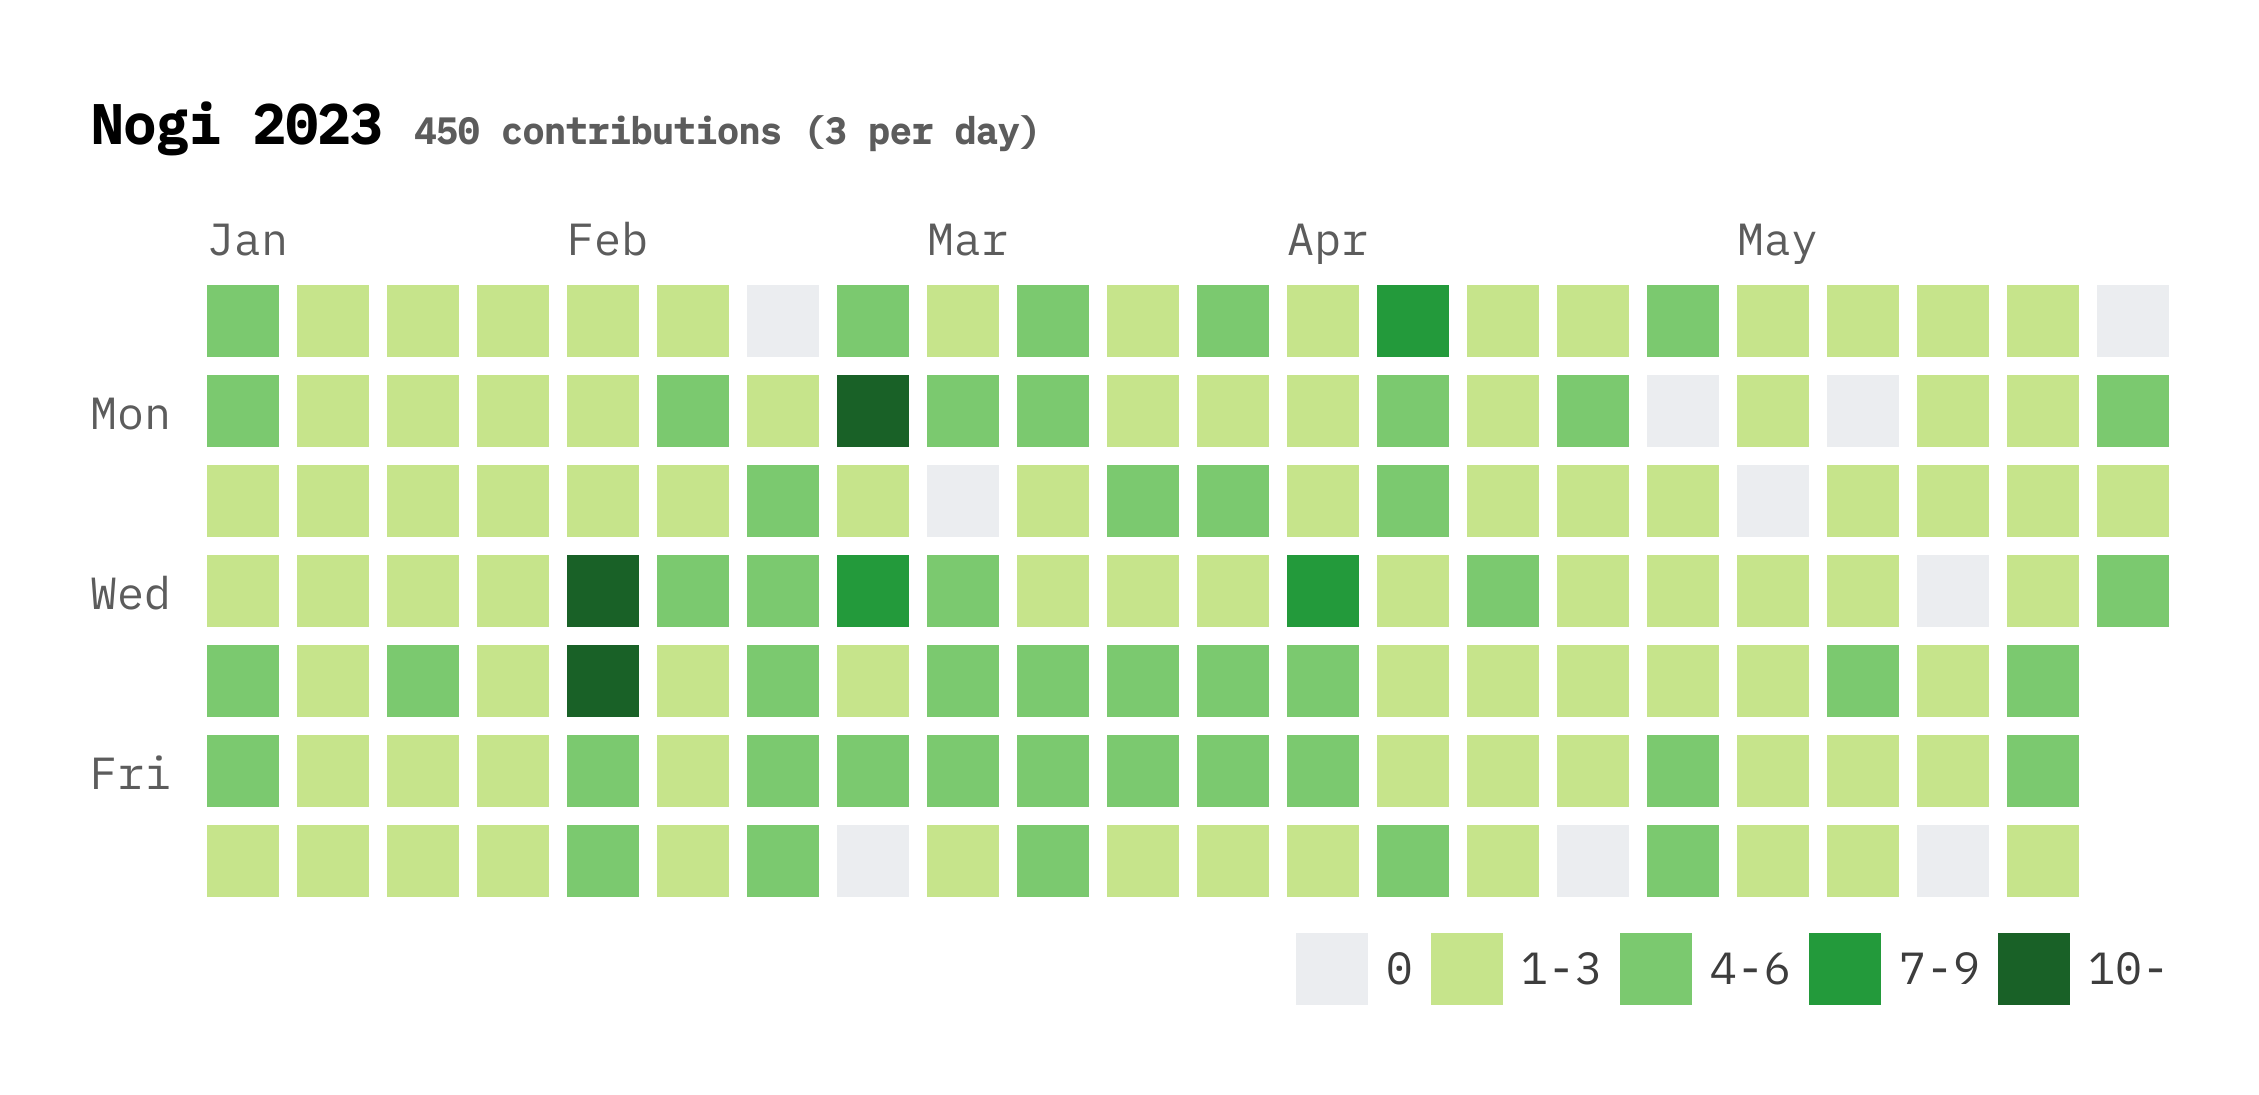 Nogi 2023 450 contributions (3 per day)
Jan Feb Mar Apr May
Mon
Wed
Fri
0 1-3 4-6 7-9 10-